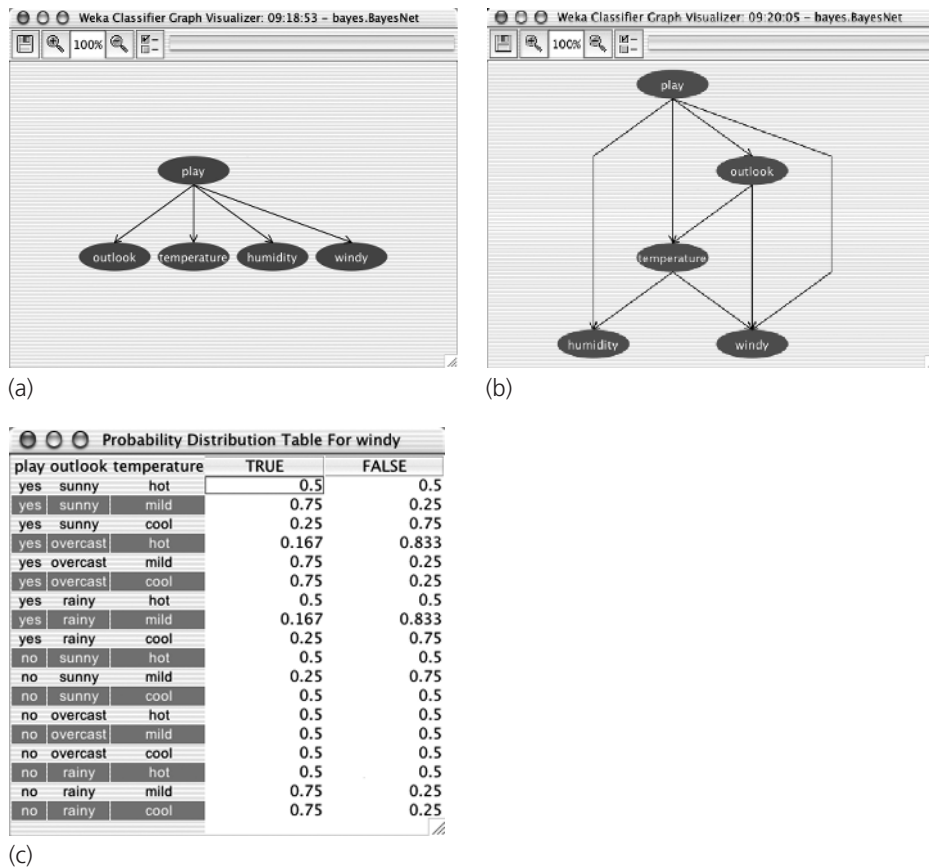 Weka Classifier Graph Visualizer: 09:18:53 – bayes.BayesNet
100%
play
outlook temperature humidity windy
(a)
Weka Classifier Graph Visualizer: 09:20:05 – bayes.BayesNet
100%
play
outlook
temperature
humidity windy
(b)
Probability Distribution Table For windy
play outlook temperature TRUE FALSE
yes sunny hot 0.5 0.5
yes sunny mild 0.75 0.25
yes sunny cool 0.25 0.75
yes overcast hot 0.167 0.833
yes overcast mild 0.75 0.25
yes overcast cool 0.75 0.25
yes rainy hot 0.5 0.5
yes rainy mild 0.167 0.833
yes rainy cool 0.25 0.75
no sunny hot 0.5 0.5
no sunny mild 0.25 0.75
no sunny cool 0.5 0.5
no overcast hot 0.5 0.5
no overcast mild 0.5 0.5
no overcast cool 0.5 0.5
no rainy hot 0.5 0.5
no rainy mild 0.75 0.25
no rainy cool 0.75 0.25
(c)